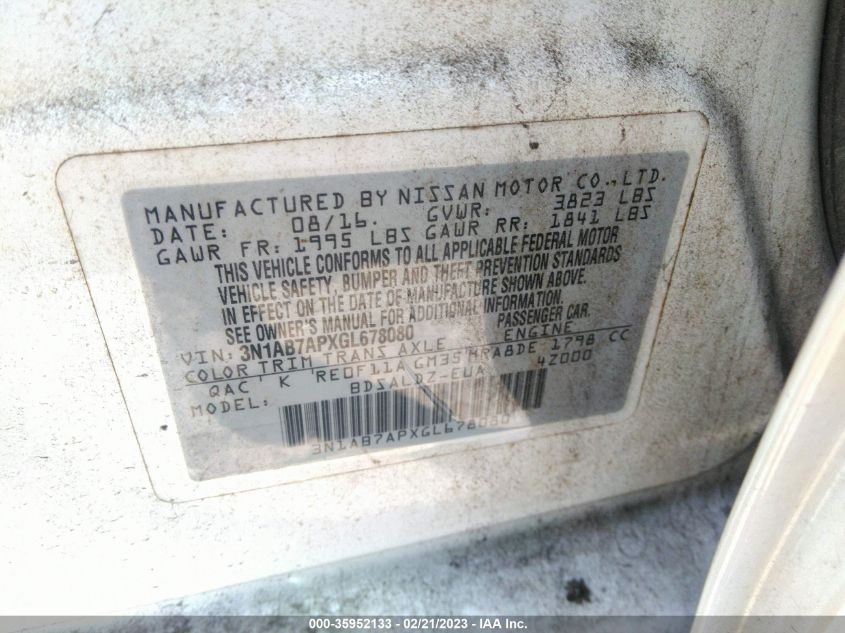 MANUFACTURED BY NISSAN MOTOR CO., LTD.
DATE: 08/16. GVWR: 3823 LBS
GAWR FR: 1995 LBS GAWR RR: 1841 LBS
THIS VEHICLE CONFORMS TO ALL APPLICABLE FEDERAL MOTOR
VEHICLE SAFETY, BUMPER AND THEFT PREVENTION STANDARDS
IN EFFECT ON THE DATE OF MANUFACTURE SHOWN ABOVE.
SEE OWNER'S MANUAL FOR ADDITIONAL INFORMATION.
VIN: 3N1AB7APXGL678080 PASSENGER CAR.
COLOR TRIM TRANS AXLE ENGINE
QAC K RE0F11A GM35 MRA8DE 1798 CC
MODEL: BDSALDZ-EUA 42000
3N1AB7APXGL678080
000-35952133 - 02/21/2023 - IAA Inc.